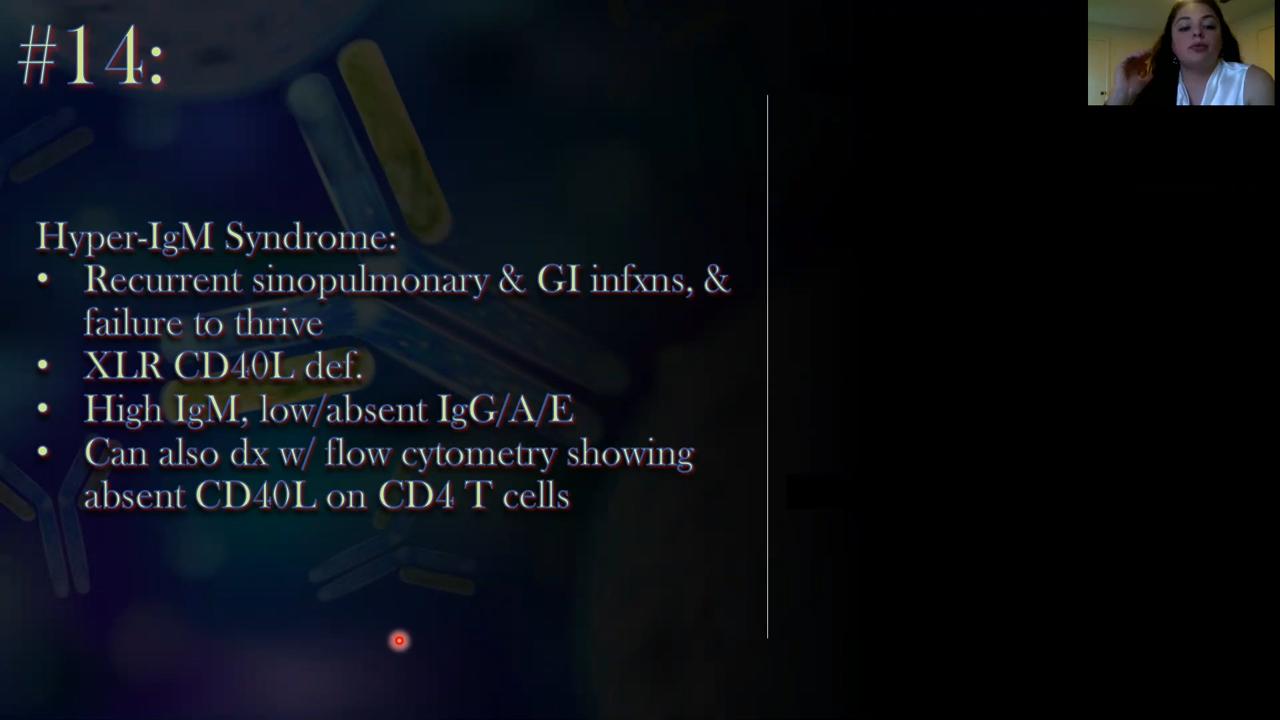 #14:
Hyper-IgM Syndrome:
• Recurrent sinopulmonary & GI infxns, &
failure to thrive
• XLR CD40L def.
• High IgM, low/absent IgG/A/E
• Can also dx w/ flow cytometry showing
absent CD40L on CD4 T cells